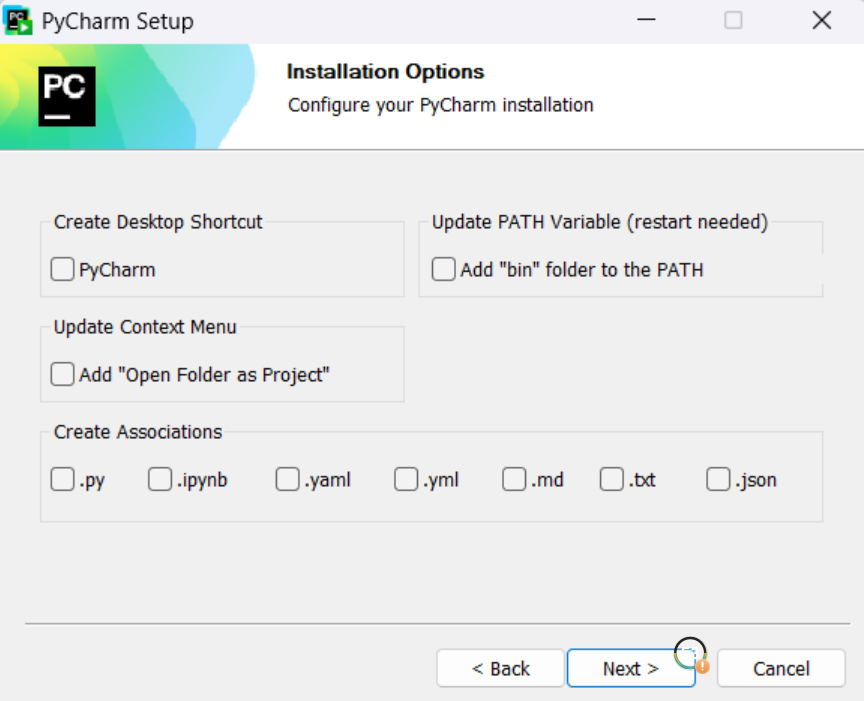 PyCharm Setup
PC
Installation Options
Configure your PyCharm installation
Create Desktop Shortcut
PyCharm
Update PATH Variable (restart needed)
Add "bin" folder to the PATH
Update Context Menu
Add "Open Folder as Project"
Create Associations
.py .ipynb .yaml .yml .md .txt .json
< Back Next > Cancel